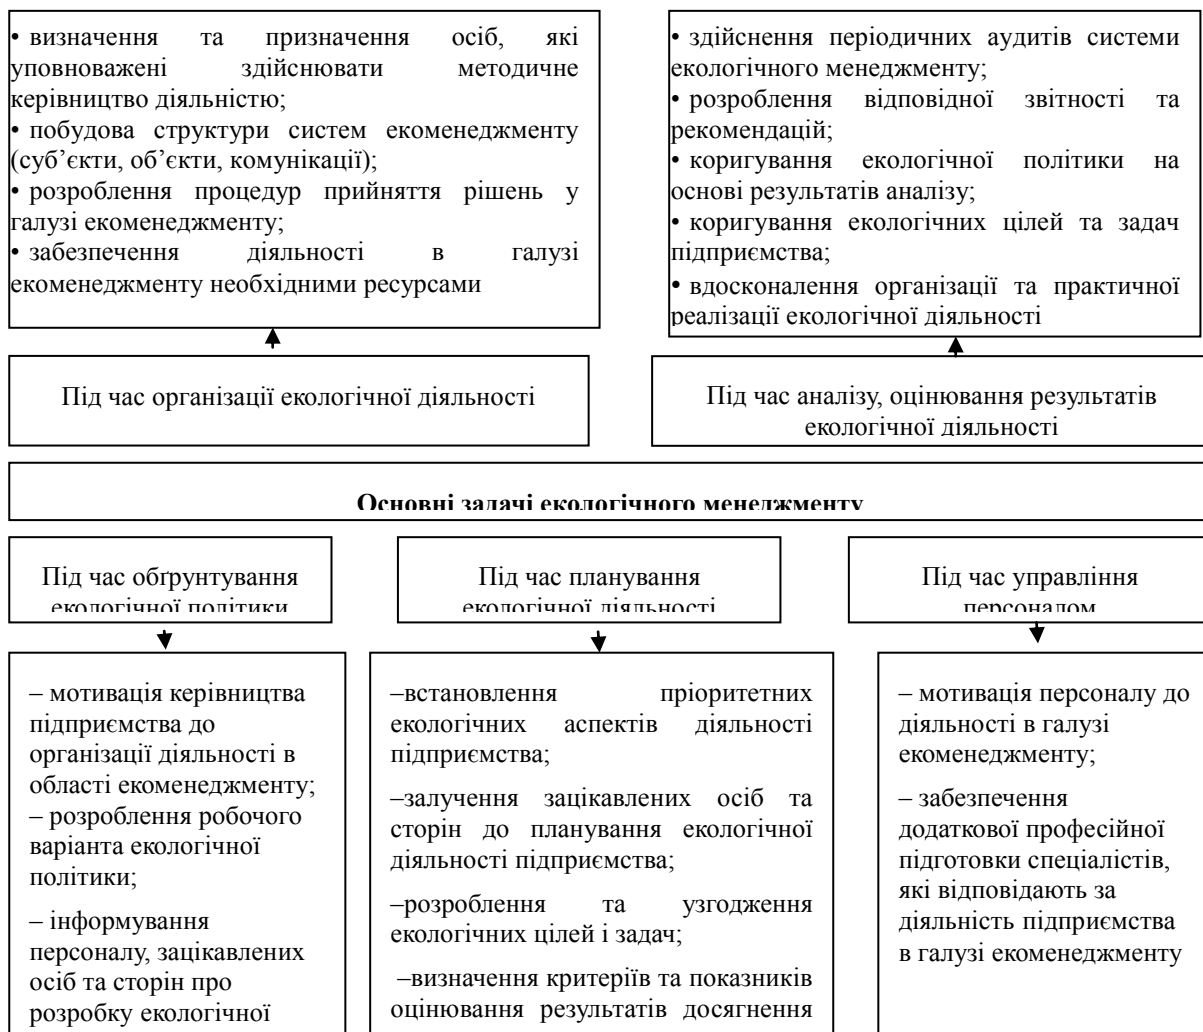 • визначення та призначення осіб, які
уповноважені здійснювати методичне
керівництво діяльністю;
• побудова структури систем екоменеджменту
(суб’єкти, об’єкти, комунікації);
• розроблення процедур прийняття рішень у
галузі екоменеджменту;
• забезпечення діяльності в галузі
екоменеджменту необхідними ресурсами
• здійснення періодичних аудитів системи
екологічного менеджменту;
• розроблення відповідної звітності та
рекомендацій;
• коригування екологічної політики на
основі результатів аналізу;
• коригування екологічних цілей та задач
підприємства;
• вдосконалення організації та практичної
реалізації екологічної діяльності
Під час організації екологічної діяльності
Під час аналізу, оцінювання результатів
екологічної діяльності
Основні задачі екологічного менеджменту
Під час обґрунтування
екологічної політики
Під час планування
екологічної діяльності
Під час управління
персоналом
– мотивація керівництва
підприємства до
організації діяльності в
області екоменеджменту;
– розроблення робочого
варіанта екологічної
політики;
– інформування
персоналу, зацікавлених
осіб та сторін про
розробку екологічної
–встановлення пріоритетних
екологічних аспектів діяльності
підприємства;
–залучення зацікавлених осіб та
сторін до планування екологічної
діяльності підприємства;
–розроблення та узгодження
екологічних цілей і задач;
–визначення критеріїв та показників
оцінювання результатів досягнення
– мотивація персоналу до
діяльності в галузі
екоменеджменту;
– забезпечення
додаткової професійної
підготовки спеціалістів,
які відповідають за
діяльність підприємства
в галузі екоменеджменту